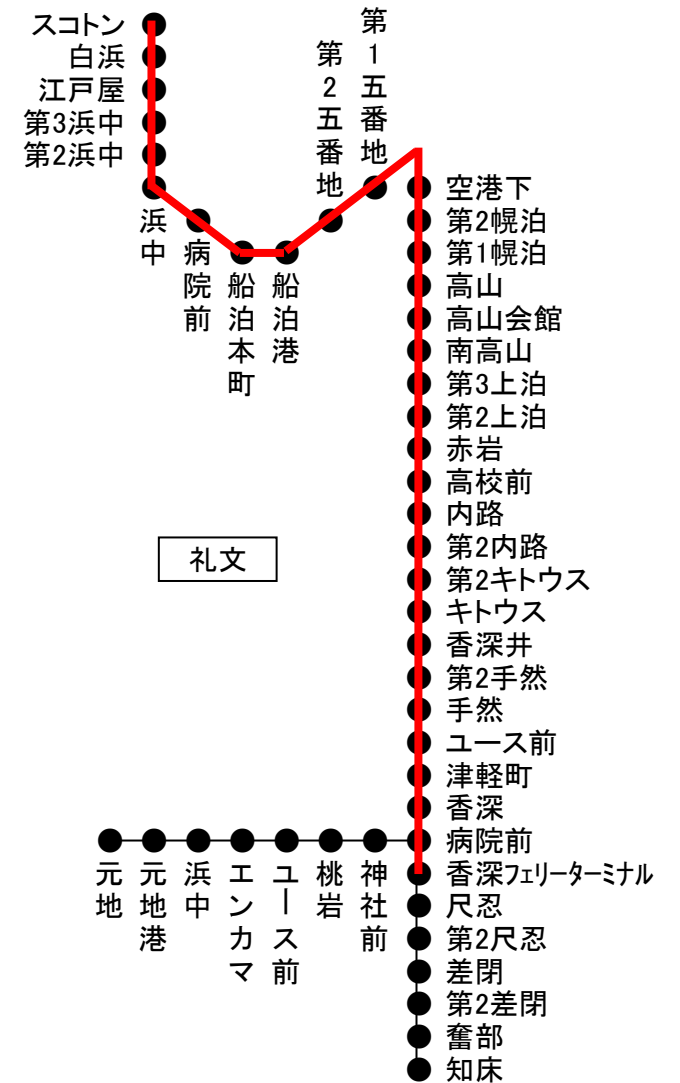 スコトン
白浜
江戸屋
第3浜中
第2浜中
浜中
病院前
船泊本町
船泊港
第2五番地
第1五番地
空港下
第2幌泊
第1幌泊
高山
高山会館
南高山
第3上泊
第2上泊
赤岩
高校前
内路
第2内路
第2キトウス
キトウス
香深井
第2手然
手然
ユース前
津軽町
香深
病院前
香深フェリーターミナル
尺忍
第2尺忍
差閉
第2差閉
奮部
知床
礼文
元地
元地港
浜中
エンカマ
ユース前
桃岩
神社前